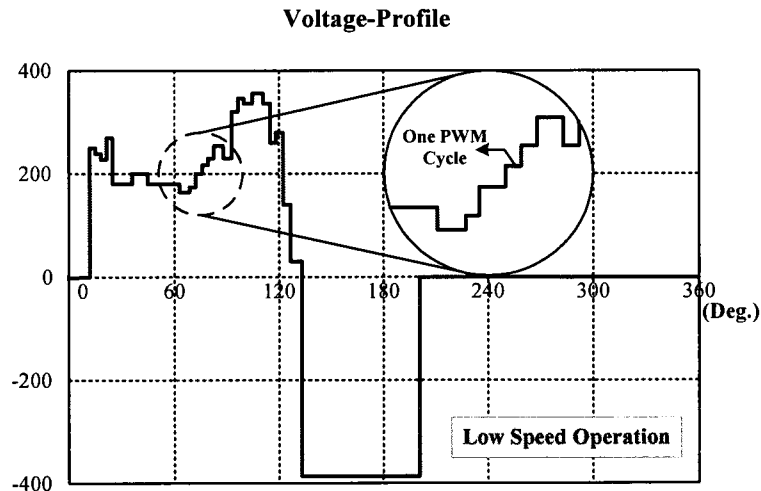 Voltage-Profile
400
200
0
-200
-400
0
60
120
180
240
300
360
(Deg.)
One PWM
Cycle
Low Speed Operation